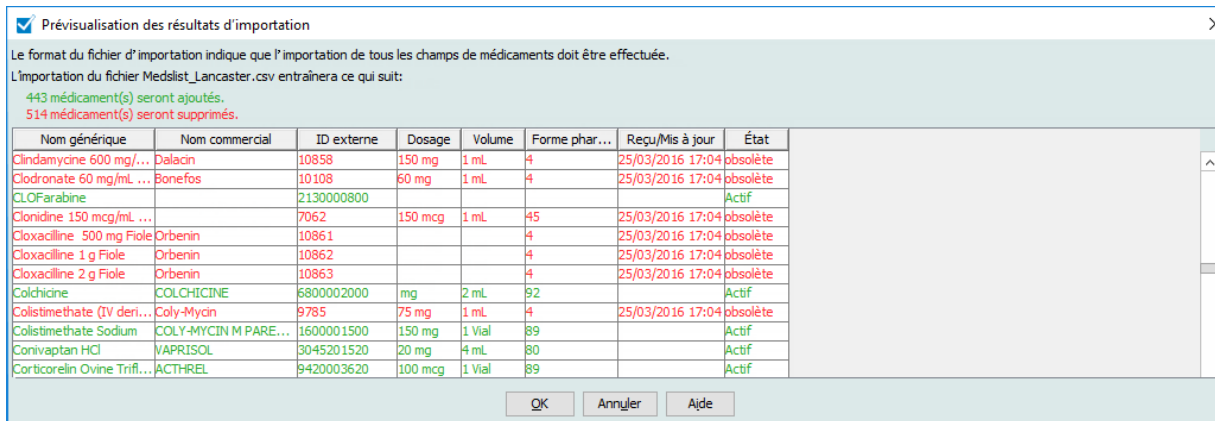 Prévisualisation des résultats d'importation
Le format du fichier d'importation indique que l'importation de tous les champs de médicaments doit être effectuée.
L'importation du fichier Medslist_Lancaster.csv entraînera ce qui suit:
443 médicament(s) seront ajoutés.
514 médicament(s) seront supprimés.
Nom générique Nom commercial ID externe Dosage Volume Forme phar... Reçu/Mis à jour État
Clindamycine 600 mg/... Dalacin 10858 150 mg 1 mL 4 25/03/2016 17:04 obsolète
Clodronate 60 mg/mL ... Bonefos 10108 60 mg 1 mL 4 25/03/2016 17:04 obsolète
CLOFarabine 2130000800 Actif
Clonidine 150 mcg/mL ... 7062 150 mcg 1 mL 45 25/03/2016 17:04 obsolète
Cloxacilline 500 mg Fiole Orbenin 10861 4 25/03/2016 17:04 obsolète
Cloxacilline 1 g Fiole Orbenin 10862 4 25/03/2016 17:04 obsolète
Cloxacilline 2 g Fiole Orbenin 10863 4 25/03/2016 17:04 obsolète
Colchicine COLCHICINE 6800002000 mg 2 mL 92 Actif
Colistimethate (IV deri... Coly-Mycin 9785 75 mg 1 mL 4 25/03/2016 17:04 obsolète
Colistimethate Sodium COLY-MYCIN M PARE... 1600001500 150 mg 1 Vial 89 Actif
Conivaptan HCl VAPRISOL 3045201520 20 mg 4 mL 80 Actif
Corticorelin Ovine Trifl... ACTHREL 9420003620 100 mcg 1 Vial 89 Actif
OK Annuler Aide